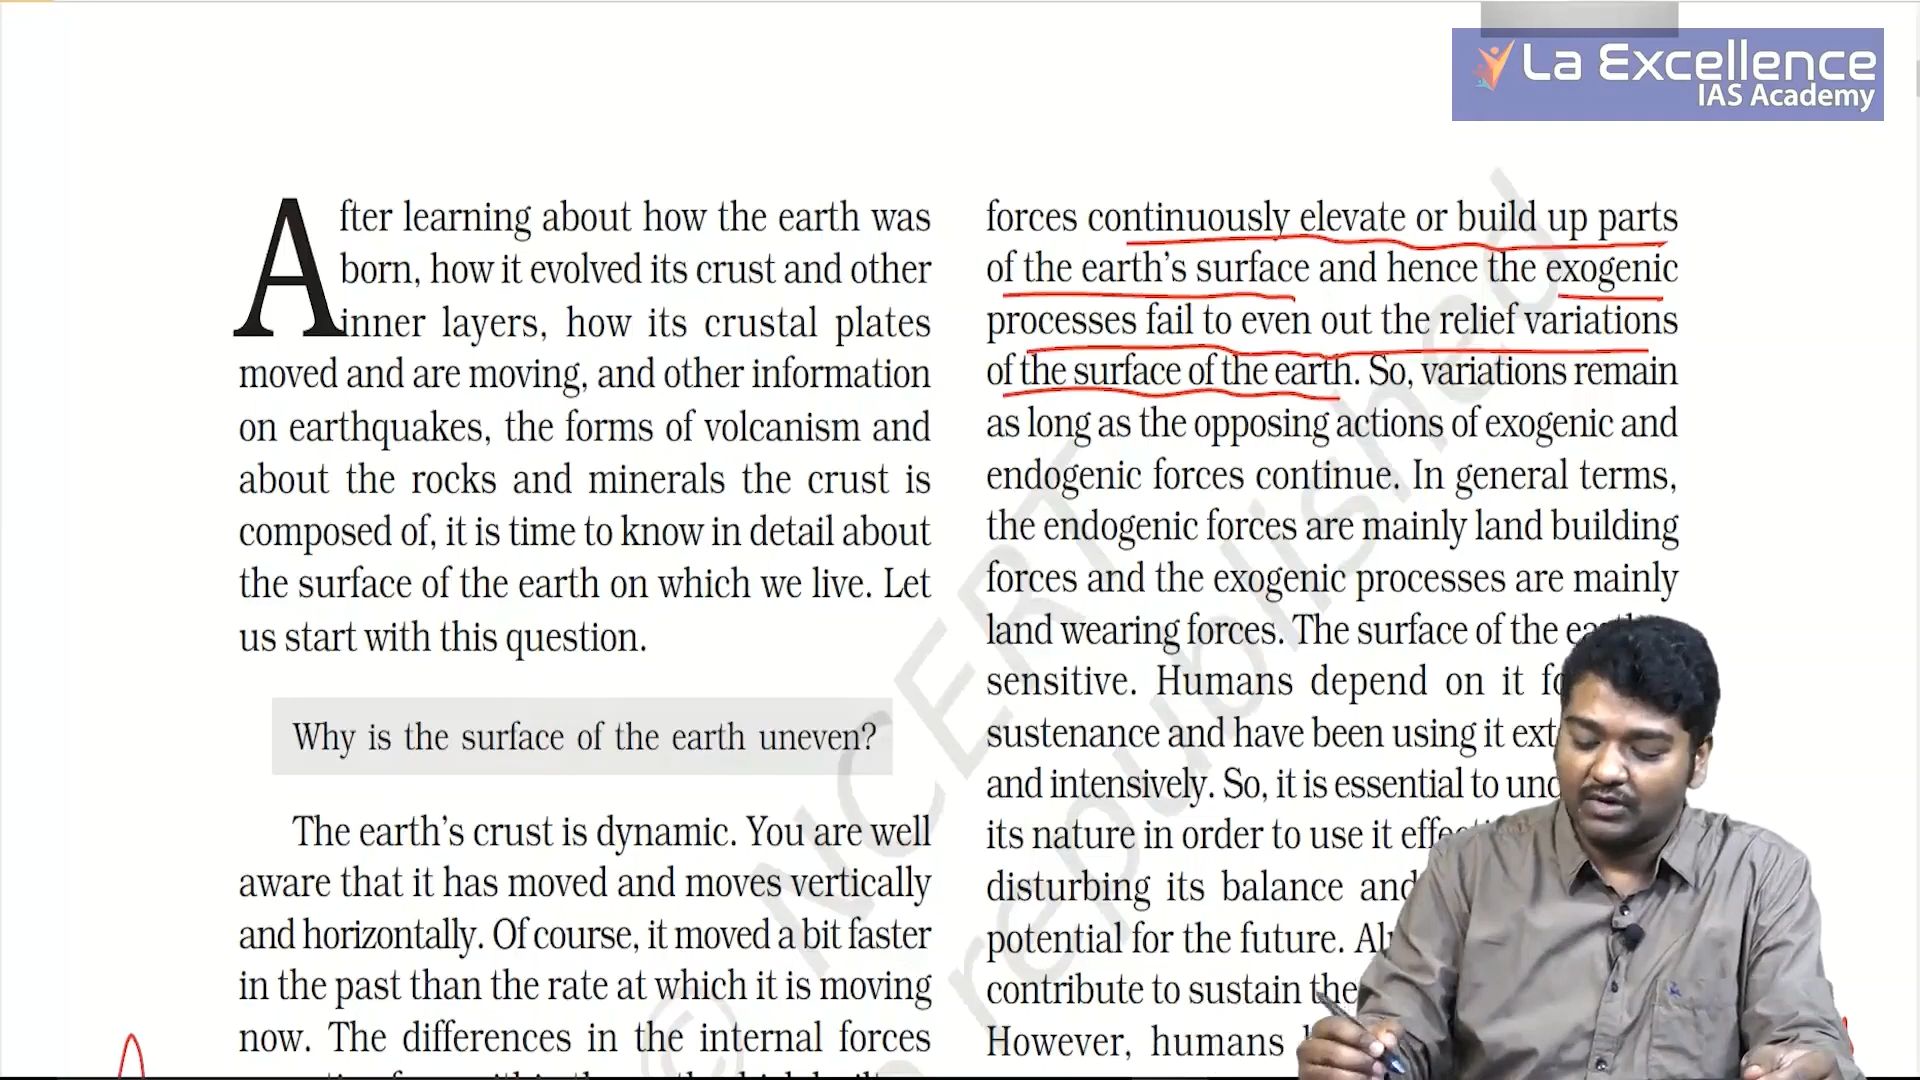 La Excellence
IAS Academy
After learning about how the earth was
born, how it evolved its crust and other
inner layers, how its crustal plates
moved and are moving, and other information
on earthquakes, the forms of volcanism and
about the rocks and minerals the crust is
composed of, it is time to know in detail about
the surface of the earth on which we live. Let
us start with this question.
Why is the surface of the earth uneven?
The earth's crust is dynamic. You are well
aware that it has moved and moves vertically
and horizontally. Of course, it moved a bit faster
in the past than the rate at which it is moving
now. The differences in the internal forces
forces continuously elevate or build up parts
of the earth's surface and hence the exogenic
processes fail to even out the relief variations
of the surface of the earth. So, variations remain
as long as the opposing actions of exogenic and
endogenic forces continue. In general terms,
the endogenic forces are mainly land building
forces and the exogenic processes are mainly
land wearing forces. The surface of the
sensitive. Humans depend on it
sustenance and have been using it
and intensively. So, it is essential to
its nature in order to use it
disturbing its balance and
potential for the future.
contribute to sustain the
However, humans
© NCERT
republished